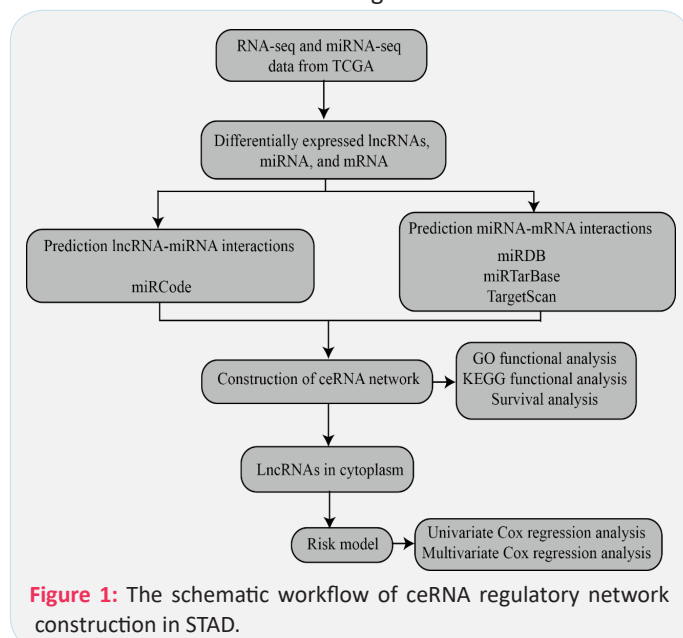 RNA-seq and miRNA-seq
data from TCGA
Differentially expressed lncRNAs,
miRNA, and mRNA
Prediction lncRNA-miRNA interactions
miRCode
Prediction miRNA-mRNA interactions
miRDB
miRTarBase
TargetScan
Construction of ceRNA network
GO functional analysis
KEGG functional analysis
Survival analysis
LncRNAs in cytoplasm
Risk model
Univariate Cox regression analysis
Multivariate Cox regression analysis
Figure 1: The schematic workflow of ceRNA regulatory network
construction in STAD.